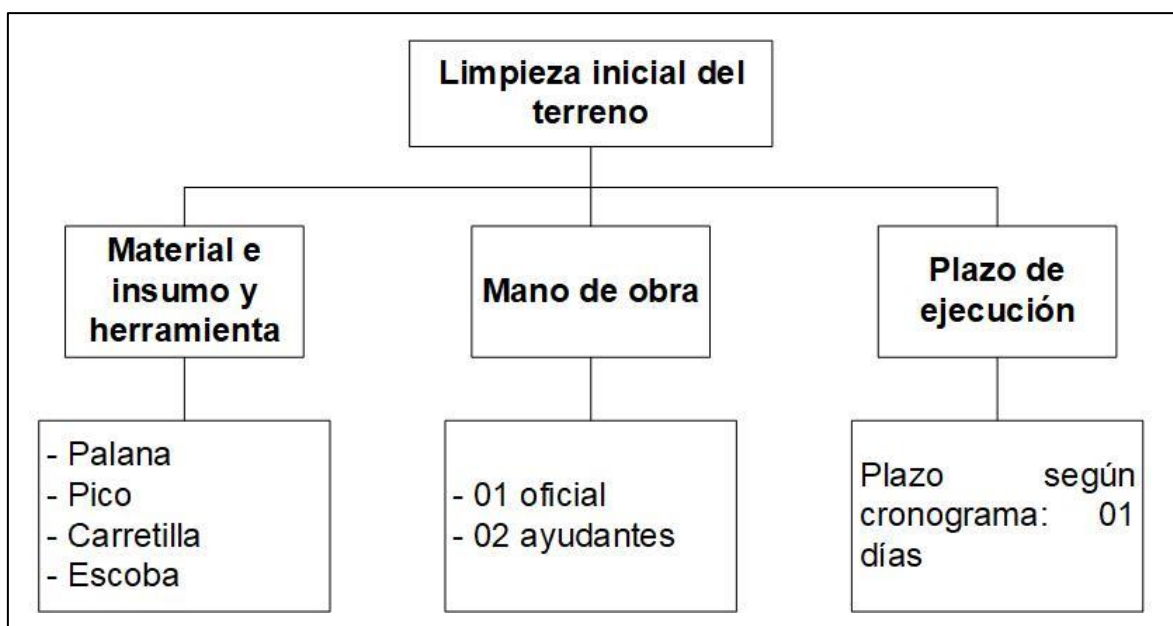 Limpieza inicial del
terreno
Material e
insumo y
herramienta
Mano de obra
Plazo de
ejecución
- Palana
- Pico
- Carretilla
- Escoba
- 01 oficial
- 02 ayudantes
Plazo según
cronograma: 01
días